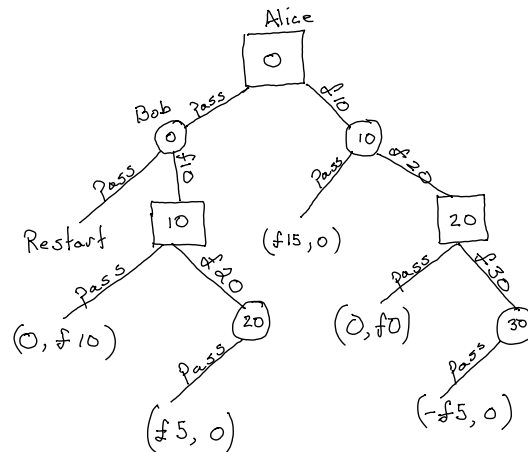 Alice
0
Bob
Pass
£10
0
10
Pass
£10
Pass
£20
10
20
Restart
(£15, 0)
Pass
£20
Pass
£30
(0, £10)
20
(0, £0)
30
Pass
Pass
(£5, 0)
(-£5, 0)